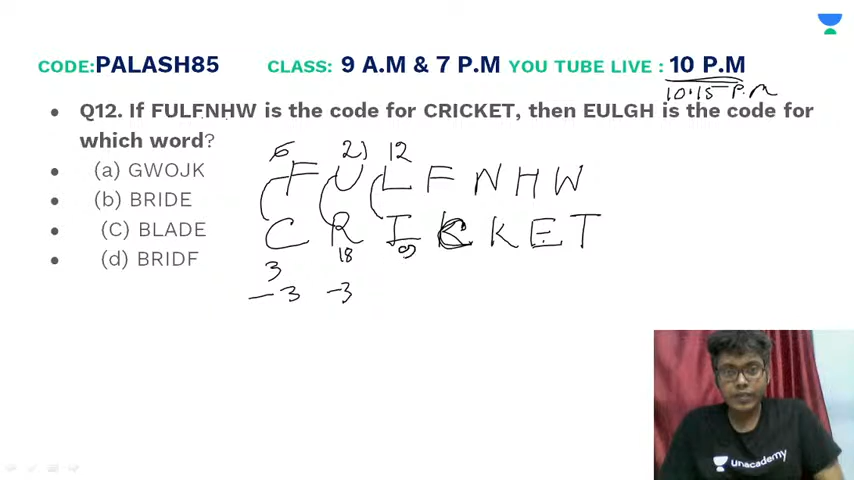 CODE:PALASH85 CLASS: 9 A.M & 7 P.M YOU TUBE LIVE : 10 P.M
10.15 P.M
Q12. If FULFNHW is the code for CRICKET, then EULGH is the code for
which word?
(a) GWOJK
(b) BRIDE
(C) BLADE
(d) BRIDF
6 21 12
F U L F N H W
C R I C K E T
3 18 09
-3 -3
unacademy